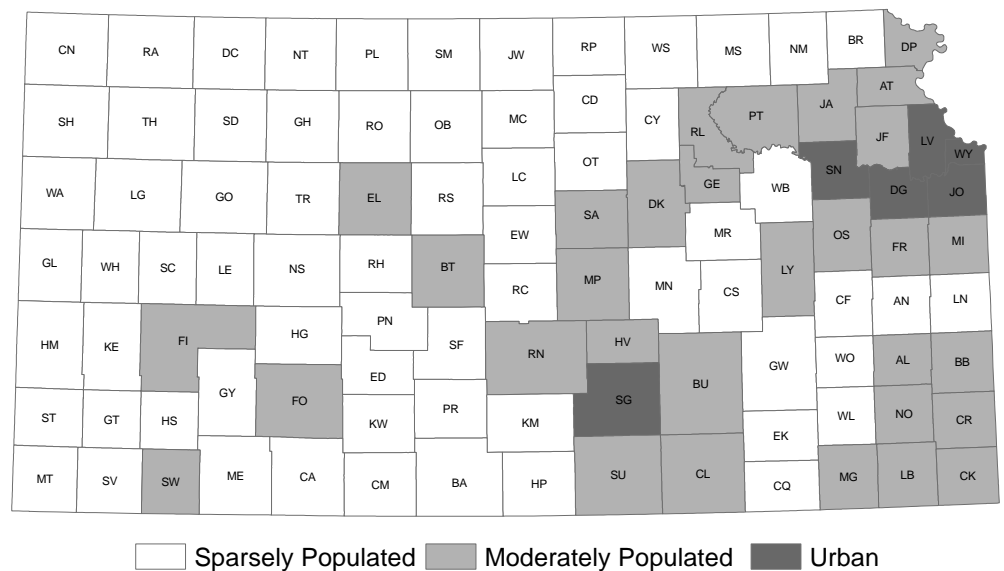 CN RA DC NT PL SM JW RP WS MS NM BR DP
SH TH SD GH RO OB MC CD CY RL PT JA AT JF LV WY
WA LG GO TR EL RS LC OT SA DK GE WB SN DG JO
GL WH SC LE NS RH BT EW RC MP MN MR CS LY OS FR MI
HM KE FI HG PN SF RN HV BU GW CF AN LN
ST GT HS GY FO ED KW PR KM SG EK WO WL AL NO BB CR
MT SV SW ME CA CM BA HP SU CL CQ MG LB CK
Sparsely Populated Moderately Populated Urban